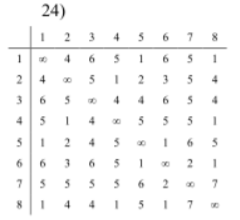 24)
1 2 3 4 5 6 7 8
1 ∞ 4 6 5 1 6 5 1
2 4 ∞ 5 1 2 3 5 4
3 6 5 ∞ 4 4 6 5 4
4 5 1 4 ∞ 5 5 5 1
5 1 2 4 5 ∞ 1 6 5
6 6 3 6 5 1 ∞ 2 1
7 5 5 5 5 6 2 ∞ 7
8 1 4 4 1 5 1 7 ∞